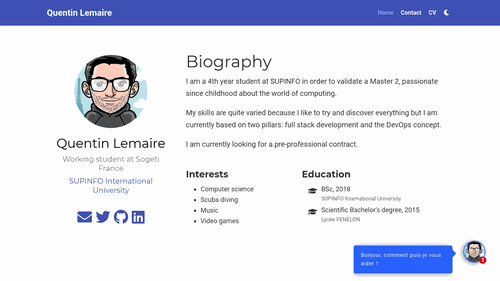 Quentin Lemaire
Home Contact CV
Biography
I am a 4th year student at SUPINFO in order to validate a Master 2, passionate
since childhood about the world of computing.
My skills are quite varied because I like to try and discover everything but I am
currently based on two pillars: full stack development and the DevOps concept.
I am currently looking for a pre-professional contract.
Quentin Lemaire
Working student at Sogeti
France
SUPINFO International
University
Interests
Computer science
Scuba diving
Music
Video games
Education
BSc, 2018
SUPINFO International University
Scientific Bachelor's degree, 2015
Lycée FENELON
Bonjour, comment puis-je vous
aider ?
1